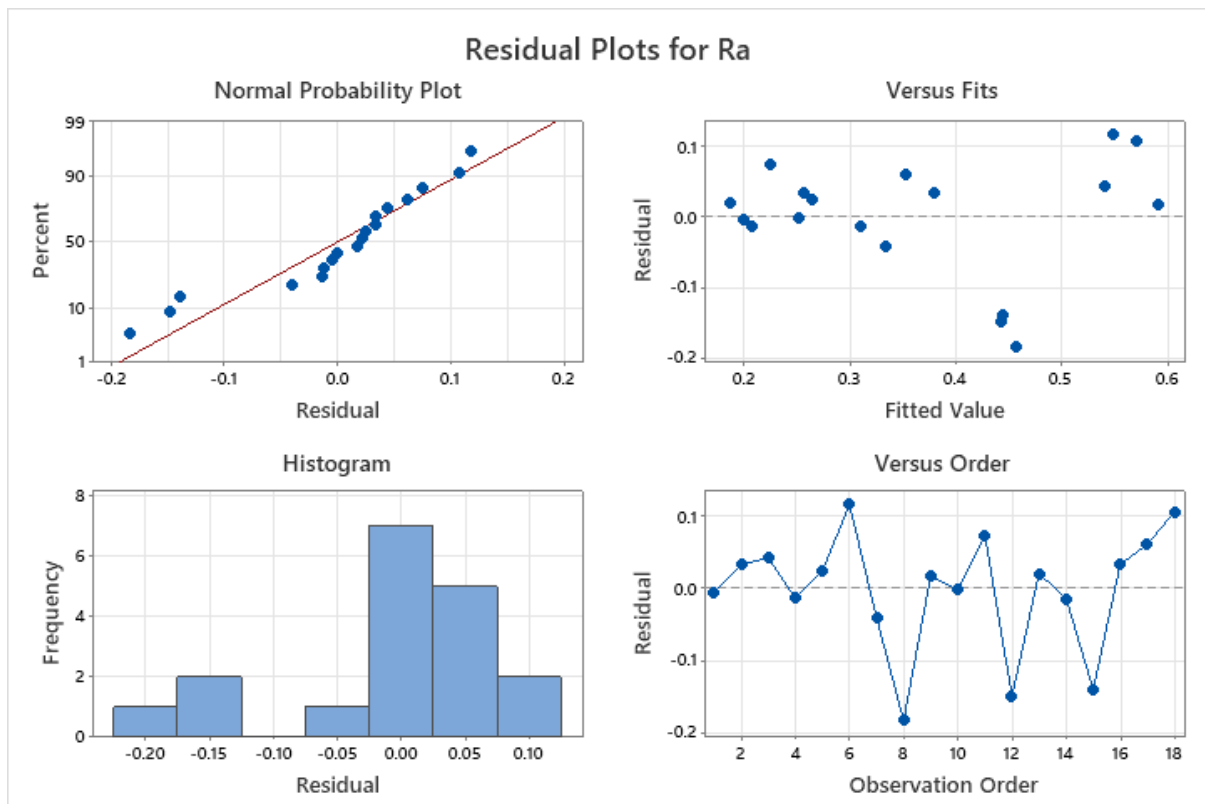 Residual Plots for Ra
Normal Probability Plot
99
90
50
10
1
Percent
-0.2 -0.1 0.0 0.1 0.2
Residual
Versus Fits
0.1
0.0
-0.1
-0.2
Residual
0.2 0.3 0.4 0.5 0.6
Fitted Value
Histogram
8
6
4
2
0
Frequency
-0.20 -0.15 -0.10 -0.05 0.00 0.05 0.10
Residual
Versus Order
0.1
0.0
-0.1
-0.2
Residual
2 4 6 8 10 12 14 16 18
Observation Order